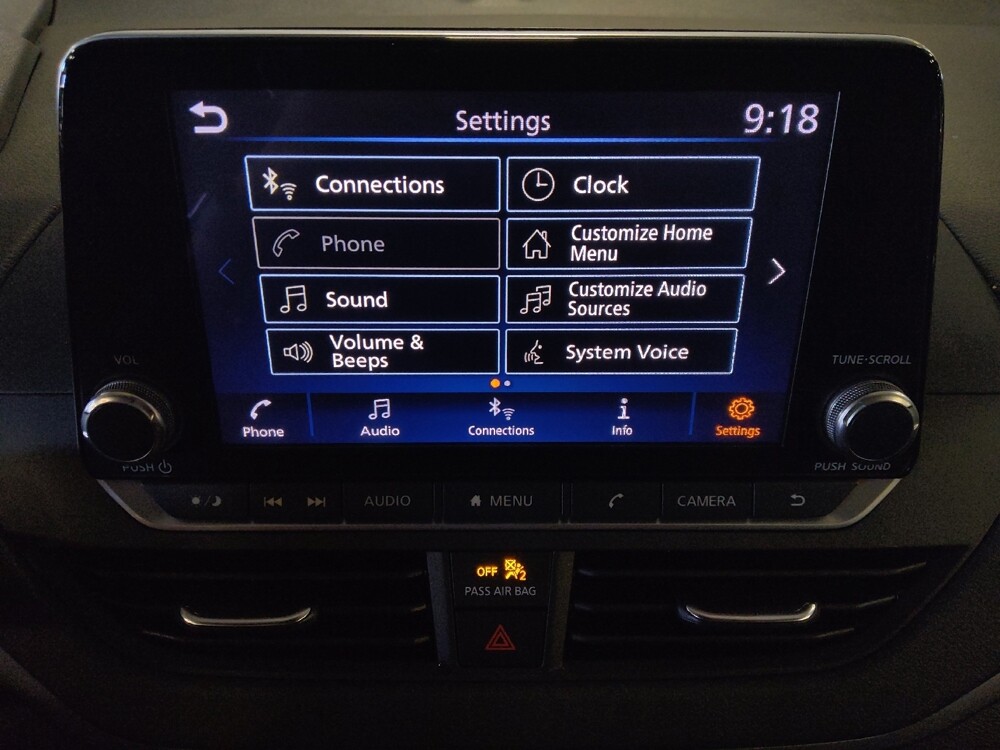 Settings
9:18
Connections
Clock
Phone
Customize Home
Menu
Sound
Customize Audio
Sources
Volume &
Beeps
System Voice
VOL
TUNE·SCROLL
Phone
Audio
Connections
Info
Settings
PUSH
PUSH SOUND
AUDIO
MENU
CAMERA
OFF 2
PASS AIR BAG